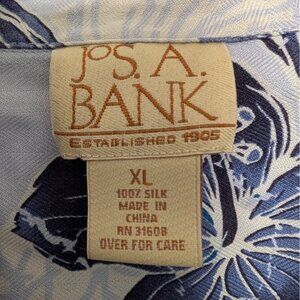 JOS. A.
BANK
ESTABLISHED 1905
XL
100% SILK
MADE IN
CHINA
RN 31608
OVER FOR CARE